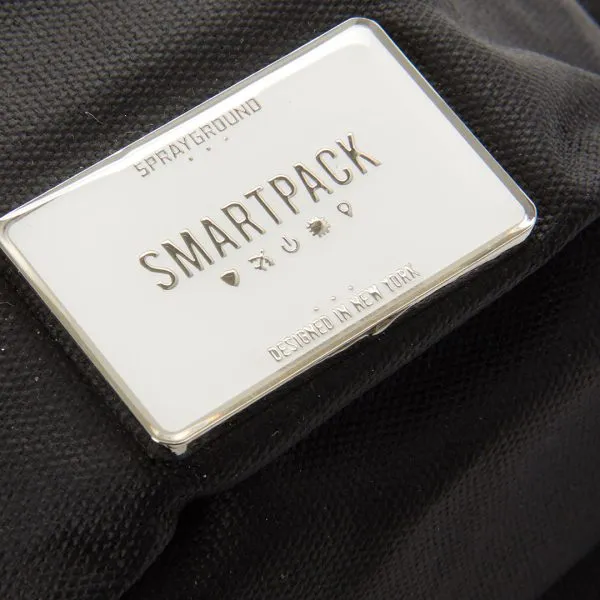 SPRAYGROUND
SMARTPACK
DESIGNED IN NEW YORK